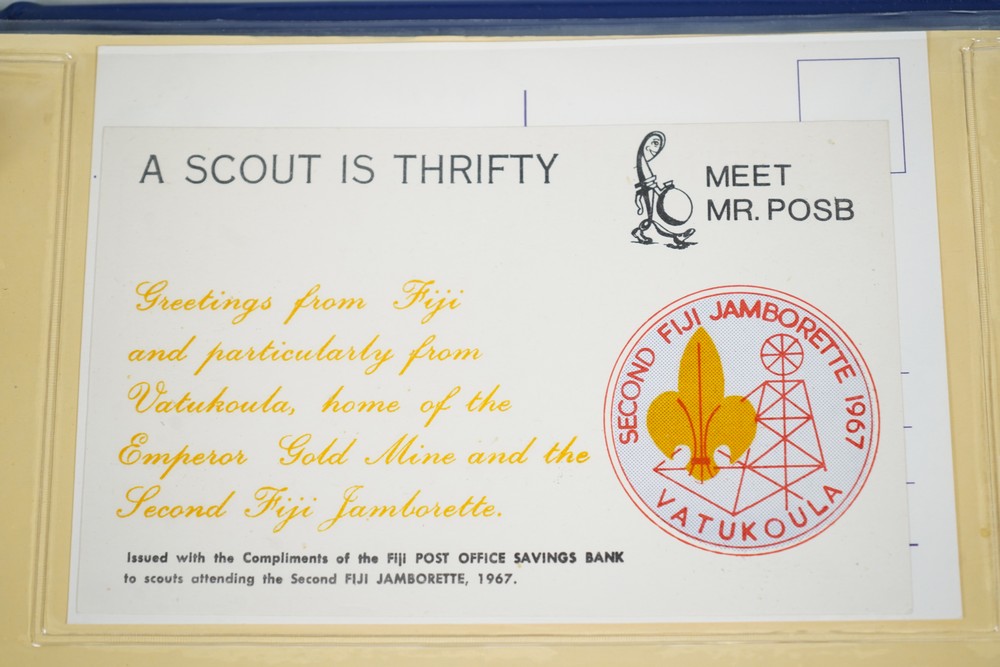 A SCOUT IS THRIFTY
MEET
MR. POSB
Greetings from Fiji
and particularly from
Vatukoula, home of the
Emperor Gold Mine and the
Second Fiji Jamborette.
SECOND FIJI JAMBORETTE 1967
VATUKOULA
Issued with the Compliments of the Fiji POST OFFICE SAVINGS BANK
to scouts attending the Second FIJI JAMBORETTE, 1967.